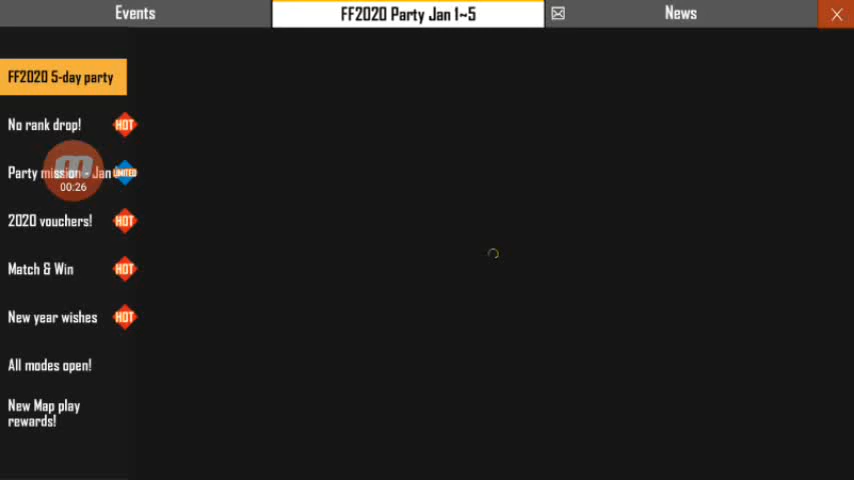 Events
FF2020 Party Jan 1~5
News
FF2020 5-day party
No rank drop!
HOT
Party mission - Jan
LIMITED
00:26
2020 vouchers!
HOT
Match & Win
HOT
New year wishes
HOT
All modes open!
New Map play
rewards!